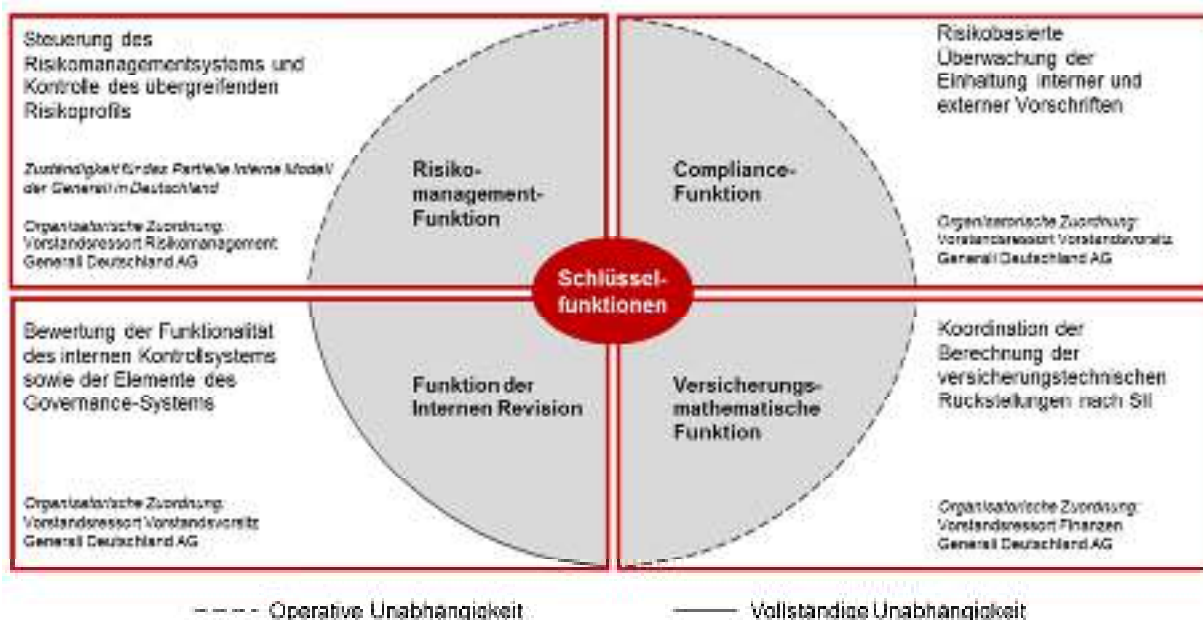 Steuerung des
Risikomanagementsystems und
Kontrolle des übergreifenden
Risikoprofils
Zuständigkeit für das Partielle Interne Modell
der Generali in Deutschland
Organisatorische Zuordnung:
Vorstandsressort Risikomanagement
Generali Deutschland AG
Risiko-
management-
Funktion
Compliance-
Funktion
Risikobasierte
Überwachung der
Einhaltung interner und
externer Vorschriften
Organisatorische Zuordnung:
Vorstandsressort Vorstandsvorsitz
Generali Deutschland AG
Schlüssel-
funktionen
Bewertung der Funktionalität
des internen Kontrollsystems
sowie der Elemente des
Governance-Systems
Organisatorische Zuordnung:
Vorstandsressort Vorstandsvorsitz
Generali Deutschland AG
Funktion der
Internen Revision
Versicherungs-
mathematische
Funktion
Koordination der
Berechnung der
versicherungstechnischen
Rückstellungen nach SII
Organisatorische Zuordnung:
Vorstandsressort Finanzen
Generali Deutschland AG
Operative Unabhängigkeit
Vollständige Unabhängigkeit